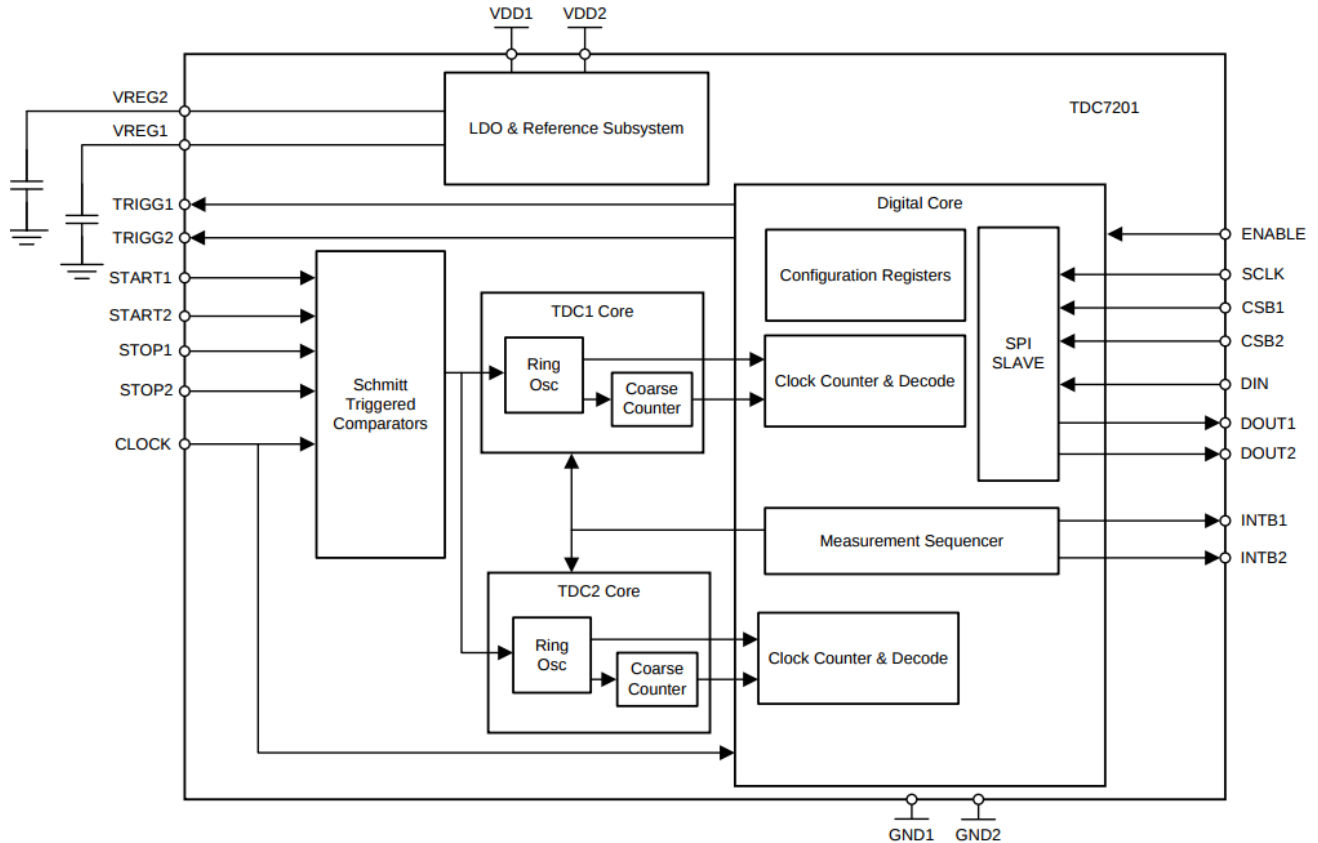 VDD1
VDD2
VREG2
VREG1
LDO & Reference Subsystem
TDC7201
TRIGG1
TRIGG2
START1
START2
STOP1
STOP2
CLOCK
Schmitt
Triggered
Comparators
TDC1 Core
Ring
Osc
Coarse
Counter
TDC2 Core
Ring
Osc
Coarse
Counter
Digital Core
Configuration Registers
Clock Counter & Decode
SPI
SLAVE
Measurement Sequencer
Clock Counter & Decode
ENABLE
SCLK
CSB1
CSB2
DIN
DOUT1
DOUT2
INTB1
INTB2
GND1
GND2